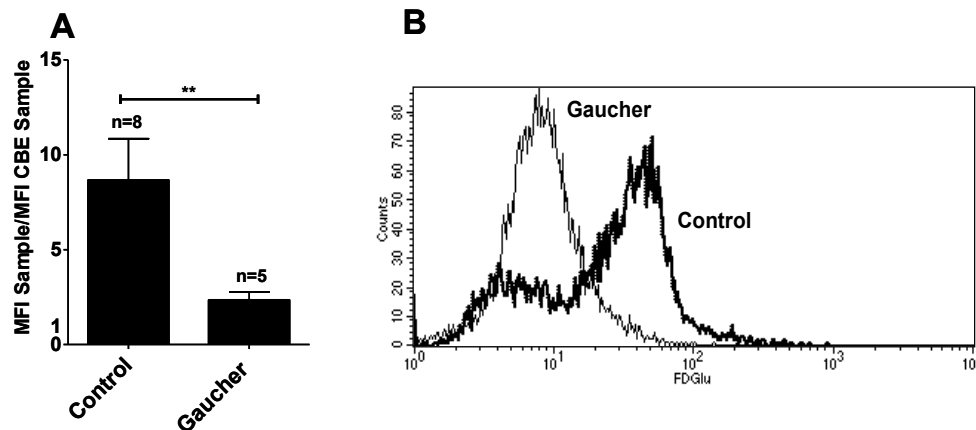 A
MFI Sample/MFI CBE Sample
15
10
5
1
0
**
n=8
n=5
Control
Gaucher
B
Counts
80
70
60
50
40
30
20
10
0
Gaucher
Control
10^0
10^1
10^2
10^3
10
FDGlu